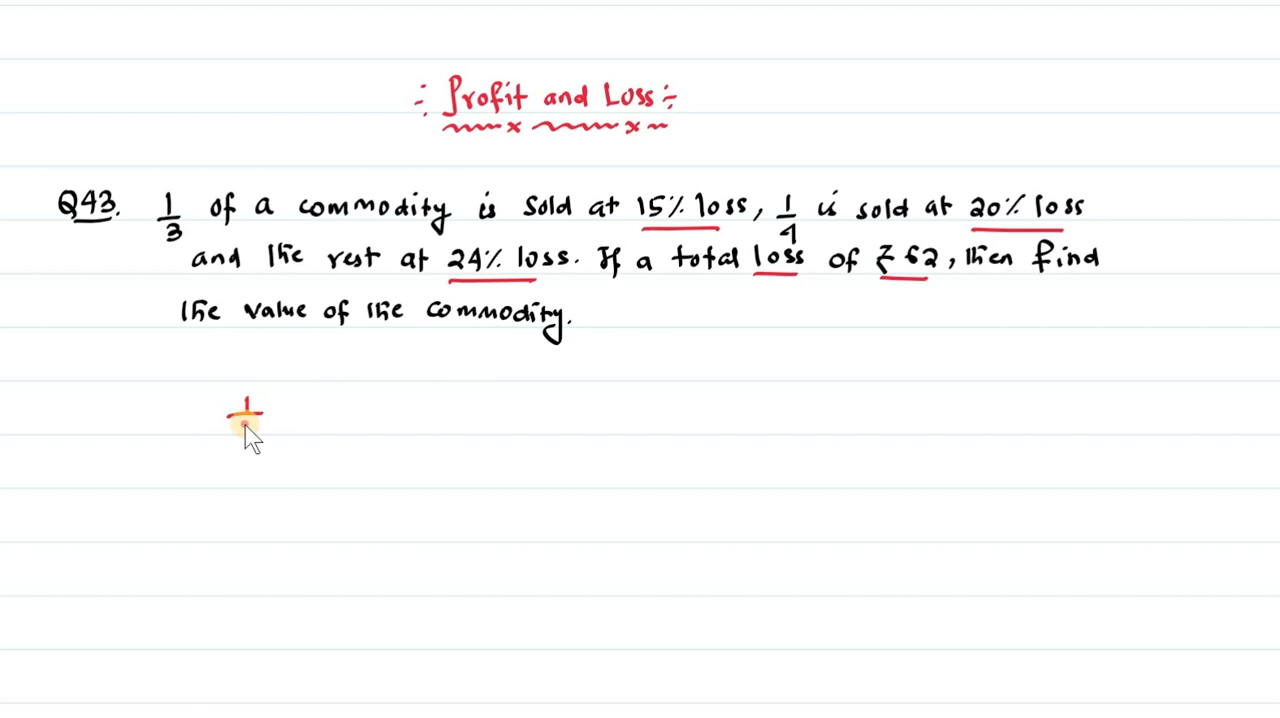 ÷ Profit and Loss ÷
Q43. 1/3 of a commodity is sold at 15% loss, 1/4 is sold at 20% loss
and the rest at 24% loss. If a total loss of ₹ 62, then find
the value of the commodity.
1